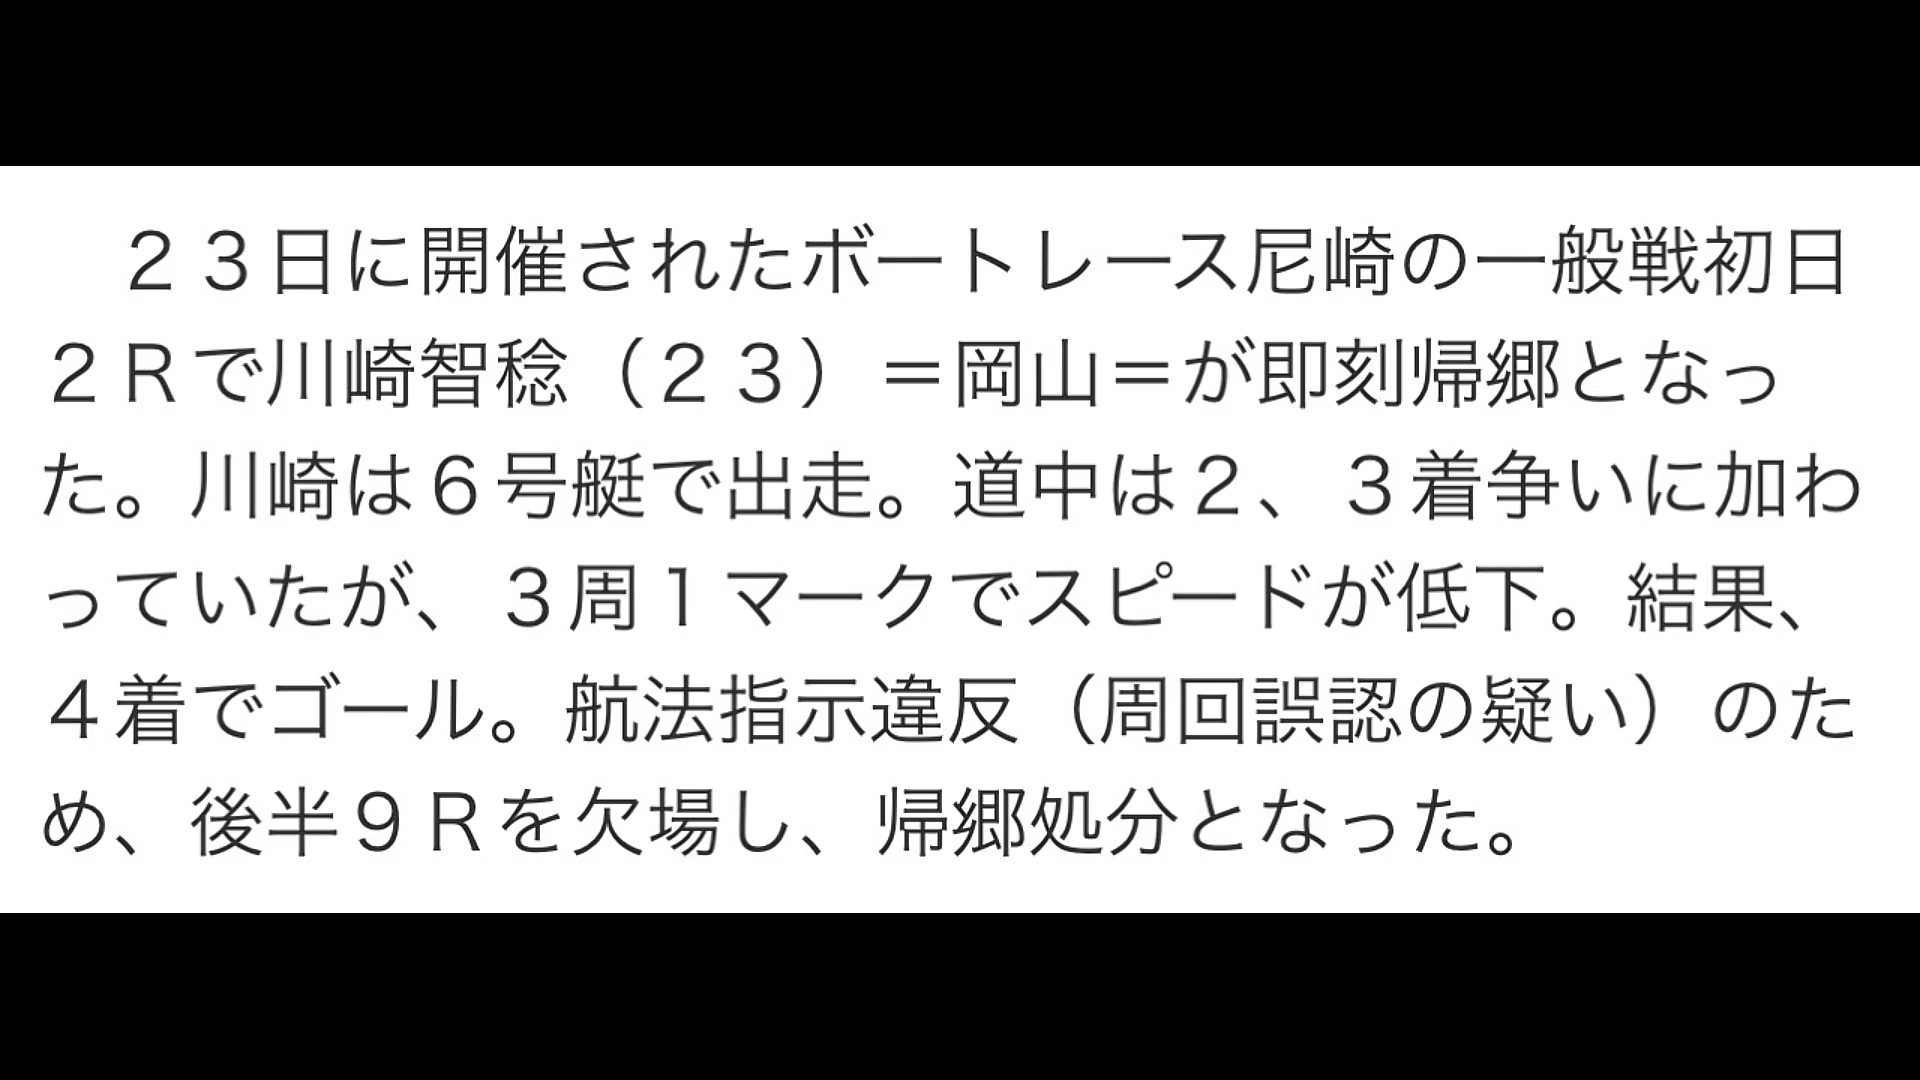 ２３日に開催されたボートレース尼崎の一般戦初日
２Ｒで川崎智稔（２３）＝岡山＝が即刻帰郷となっ
た。川崎は６号艇で出走。道中は２、３着争いに加わ
っていたが、３周１マークでスピードが低下。結果、
４着でゴール。航法指示違反（周回誤認の疑い）のた
め、後半９Ｒを欠場し、帰郷処分となった。